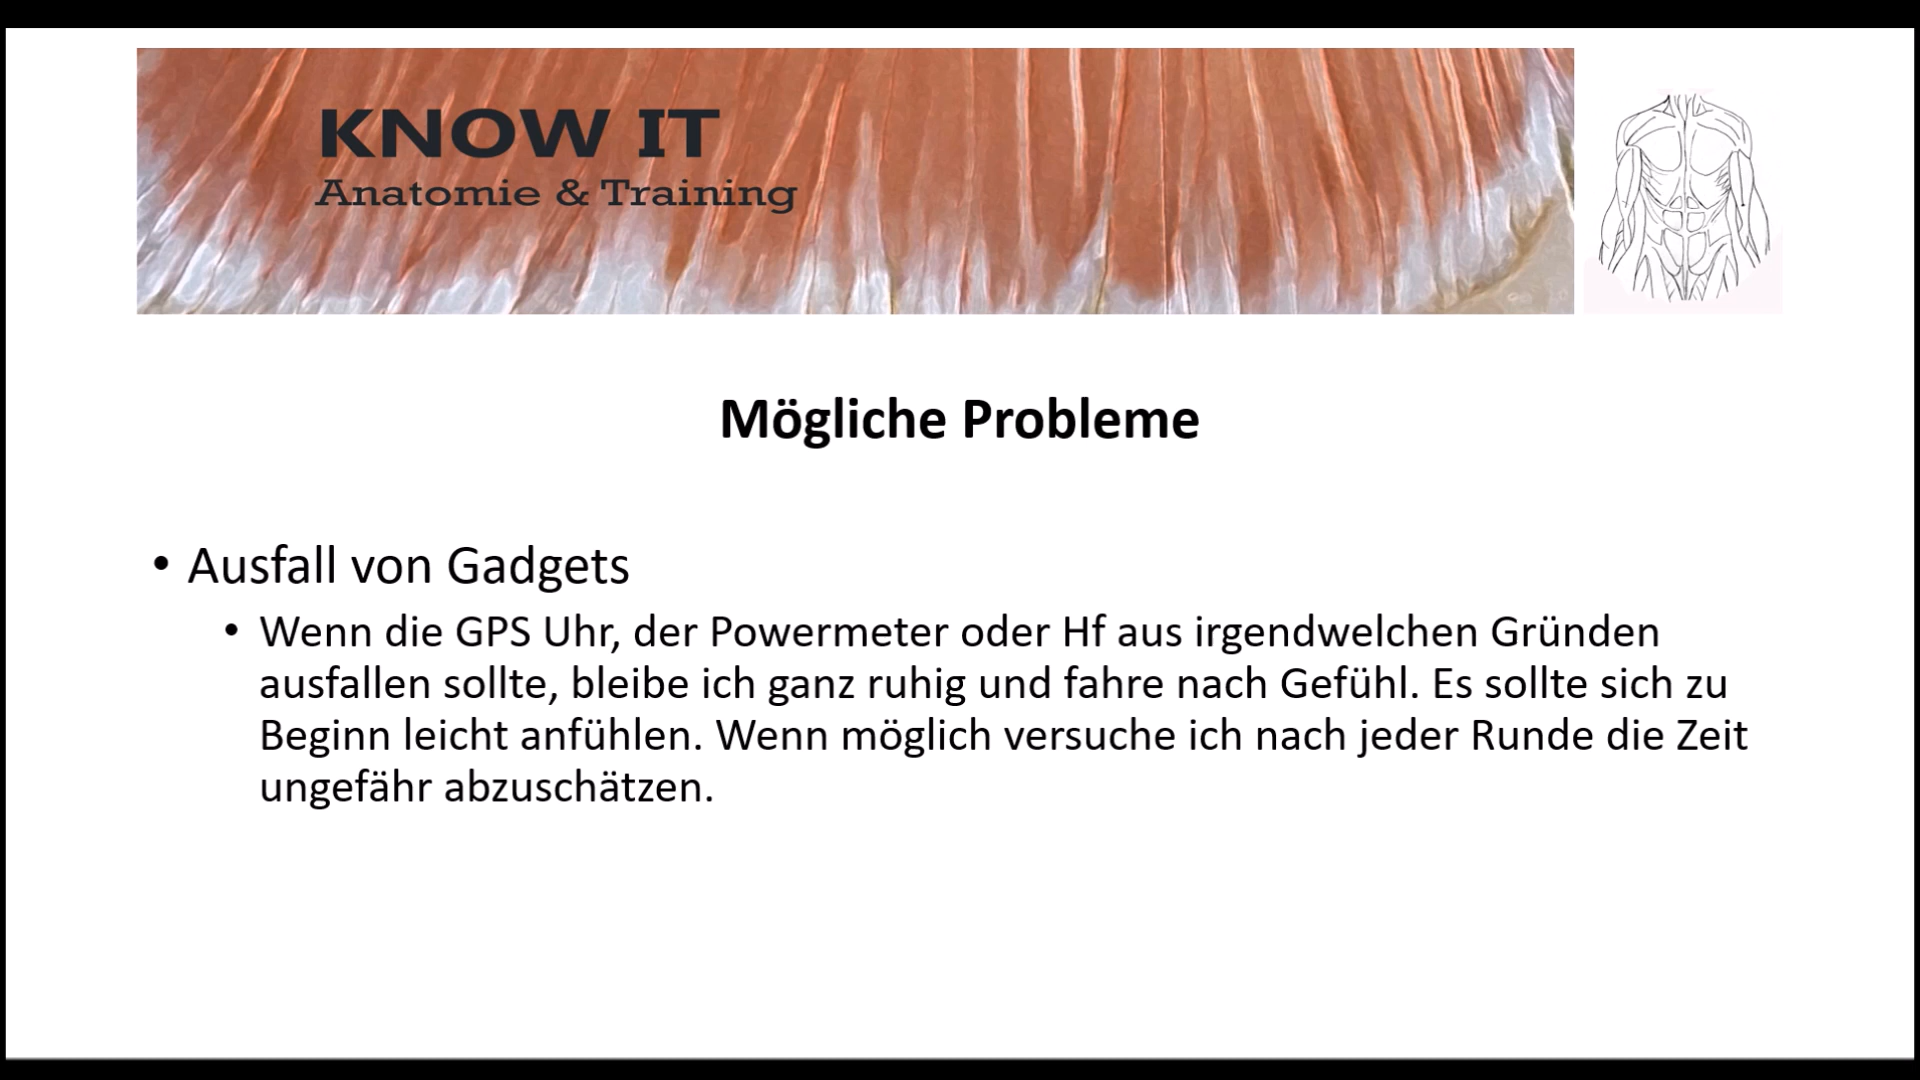 KNOW IT
Anatomie & Training
Mögliche Probleme
• Ausfall von Gadgets
• Wenn die GPS Uhr, der Powermeter oder Hf aus irgendwelchen Gründen
ausfallen sollte, bleibe ich ganz ruhig und fahre nach Gefühl. Es sollte sich zu
Beginn leicht anfühlen. Wenn möglich versuche ich nach jeder Runde die Zeit
ungefähr abzuschätzen.